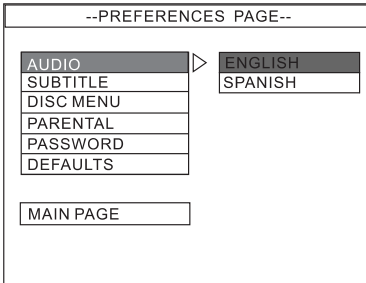 --PREFERENCES PAGE--
AUDIO
ENGLISH
SUBTITLE
SPANISH
DISC MENU
PARENTAL
PASSWORD
DEFAULTS
MAIN PAGE